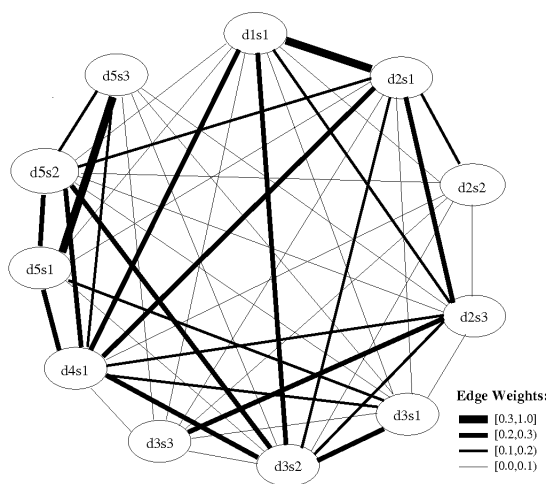 d1s1
d5s3
d2s1
d5s2
d2s2
d5s1
d2s3
d4s1
d3s1
d3s3
d3s2
Edge Weights:
[0.3,1.0]
[0.2,0.3)
[0.1,0.2)
[0.0,0.1)